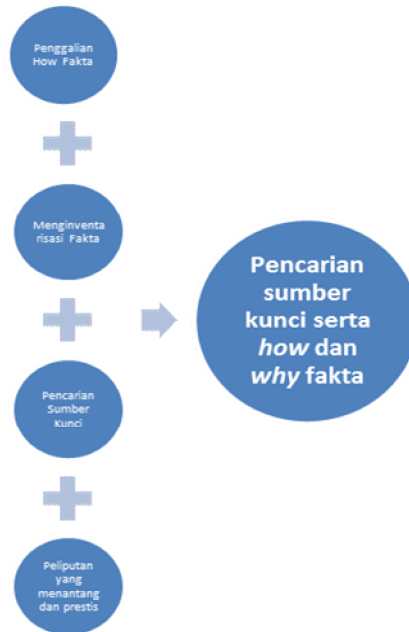 Penggalian
How Fakta
Menginventa
risasi Fakta
Pencarian
Sumber
Kunci
Peliputan
yang
menantang
dan prestis
Pencarian
sumber
kunci serta
how dan
why fakta